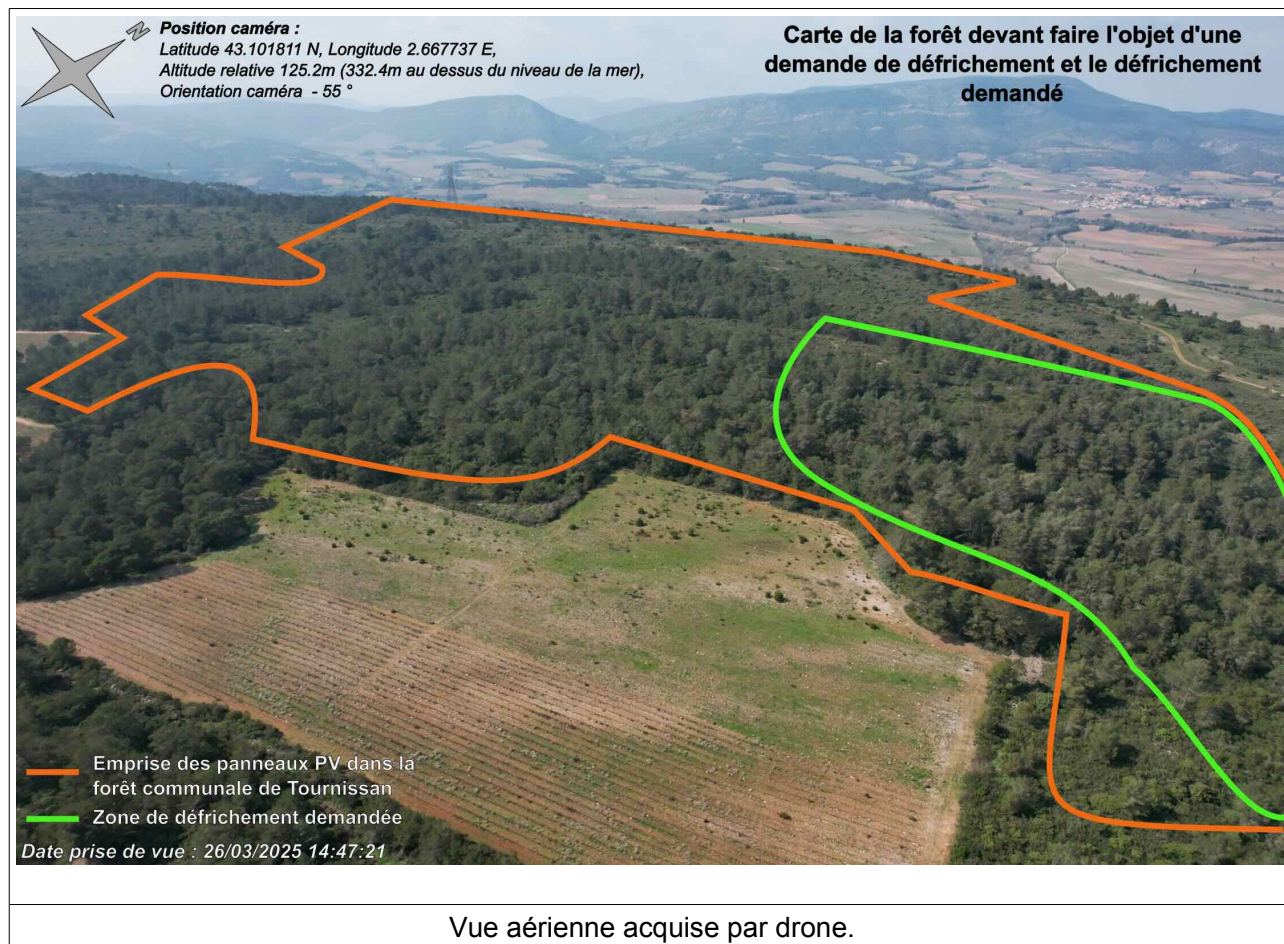 N
Position caméra :
Latitude 43.101811 N, Longitude 2.667737 E,
Altitude relative 125.2m (332.4m au dessus du niveau de la mer),
Orientation caméra - 55 °
Carte de la forêt devant faire l'objet d'une
demande de défrichement et le défrichement
demandé
Emprise des panneaux PV dans la
forêt communale de Tournissan
Zone de défrichement demandée
Date prise de vue : 26/03/2025 14:47:21
Vue aérienne acquise par drone.